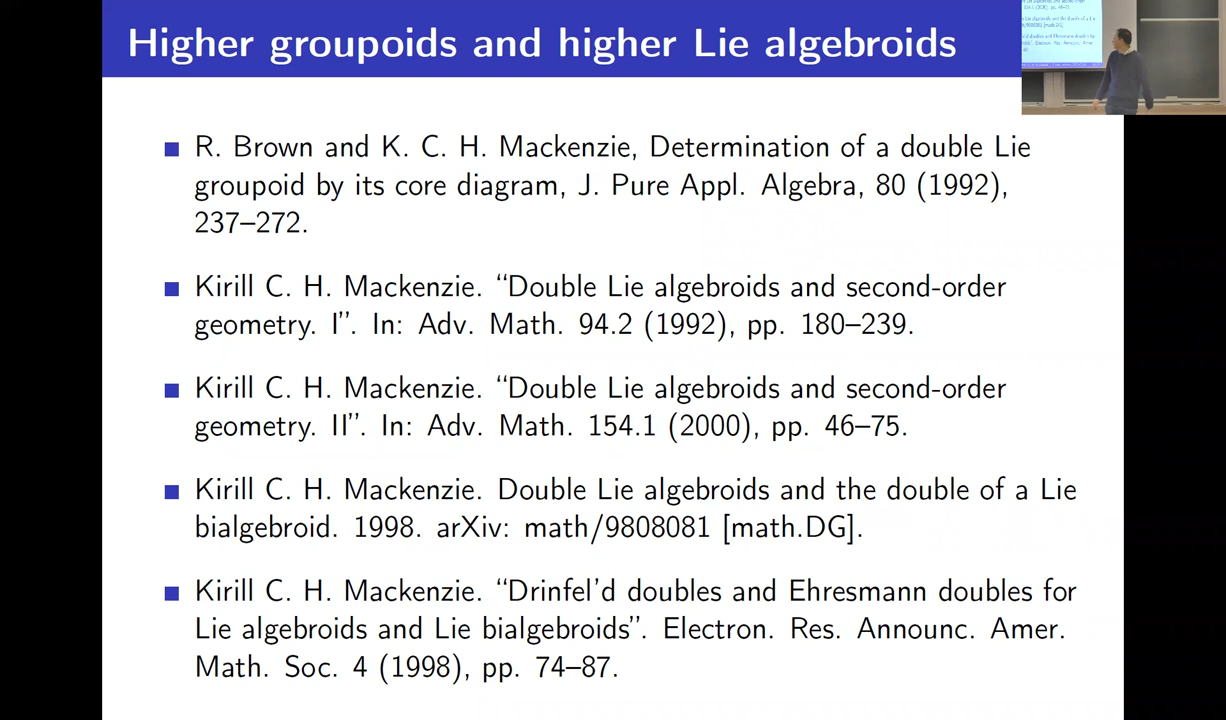 Higher groupoids and higher Lie algebroids
R. Brown and K. C. H. Mackenzie, Determination of a double Lie
groupoid by its core diagram, J. Pure Appl. Algebra, 80 (1992),
237–272.
Kirill C. H. Mackenzie. “Double Lie algebroids and second-order
geometry. I”. In: Adv. Math. 94.2 (1992), pp. 180–239.
Kirill C. H. Mackenzie. “Double Lie algebroids and second-order
geometry. II”. In: Adv. Math. 154.1 (2000), pp. 46–75.
Kirill C. H. Mackenzie. Double Lie algebroids and the double of a Lie
bialgebroid. 1998. arXiv: math/9808081 [math.DG].
Kirill C. H. Mackenzie. “Drinfel’d doubles and Ehresmann doubles for
Lie algebroids and Lie bialgebroids”. Electron. Res. Announc. Amer.
Math. Soc. 4 (1998), pp. 74–87.